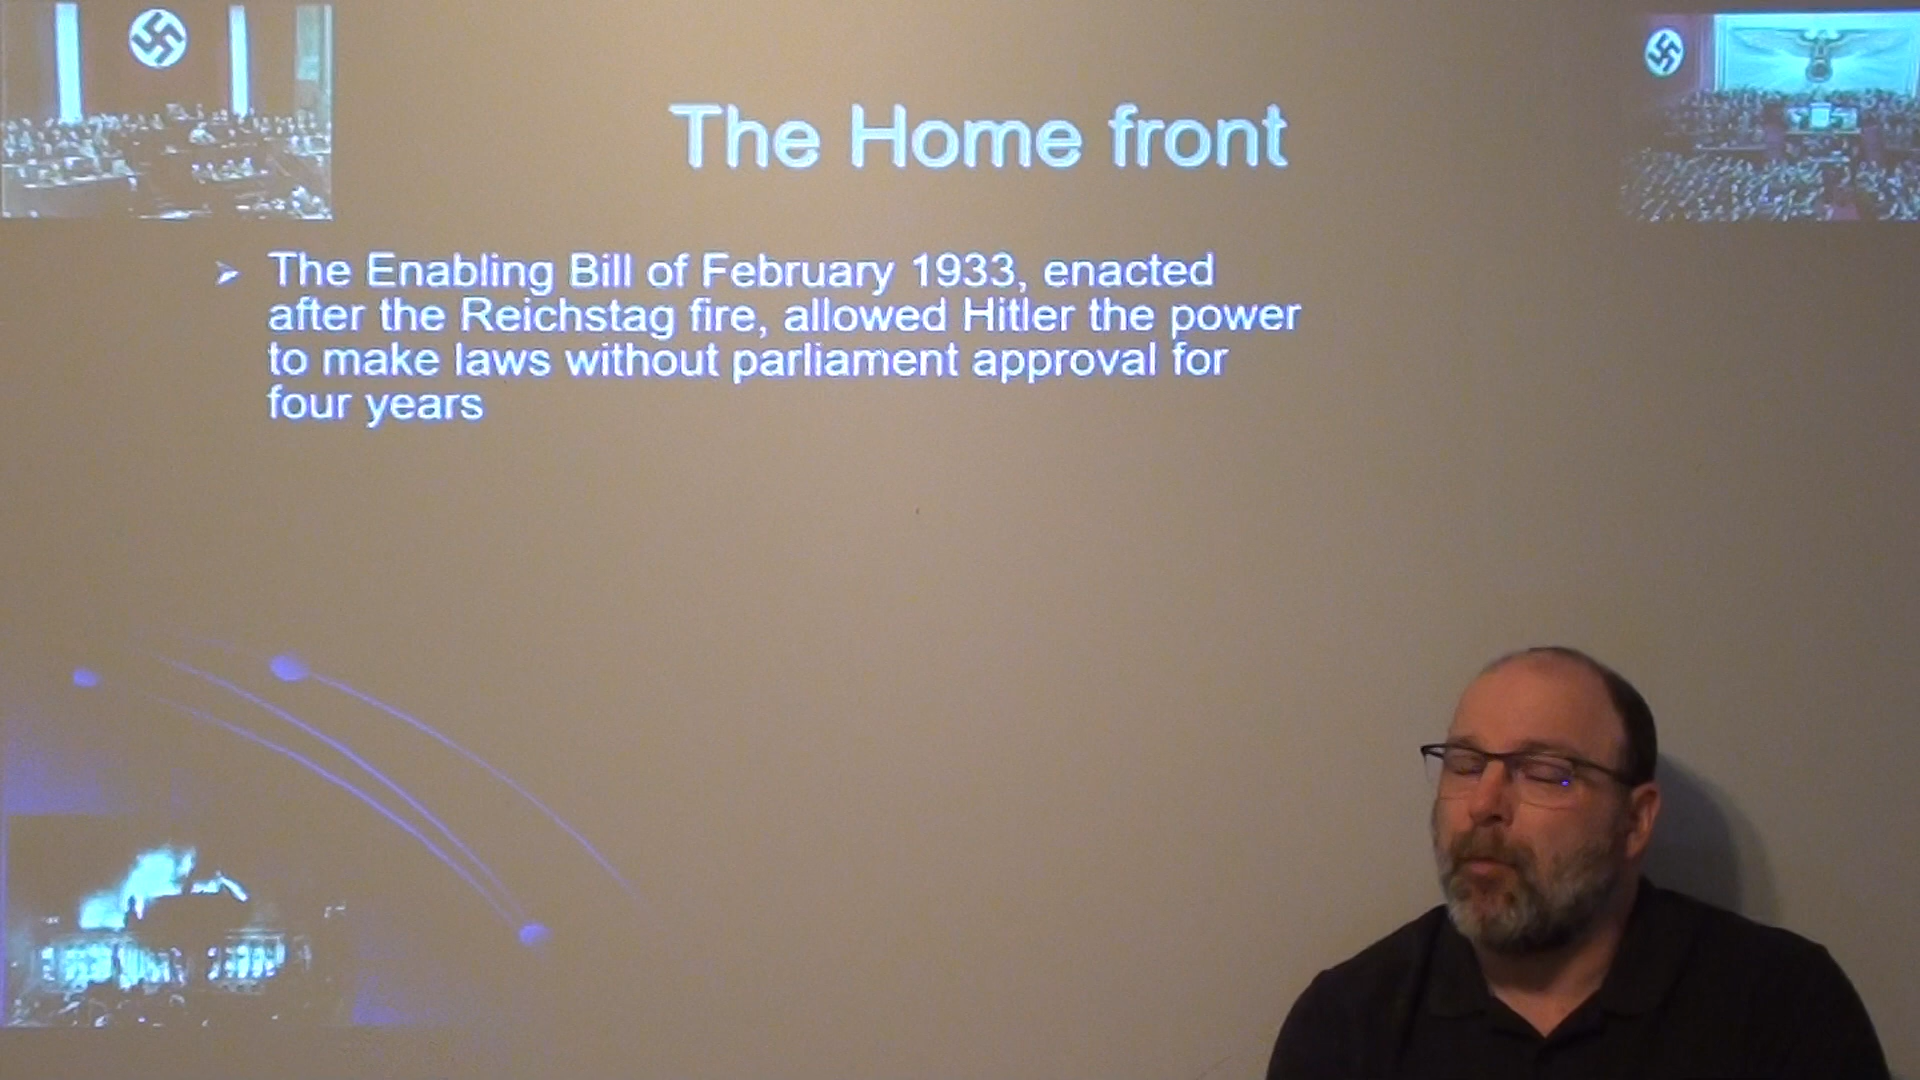 The Home front
➢ The Enabling Bill of February 1933, enacted
after the Reichstag fire, allowed Hitler the power
to make laws without parliament approval for
four years